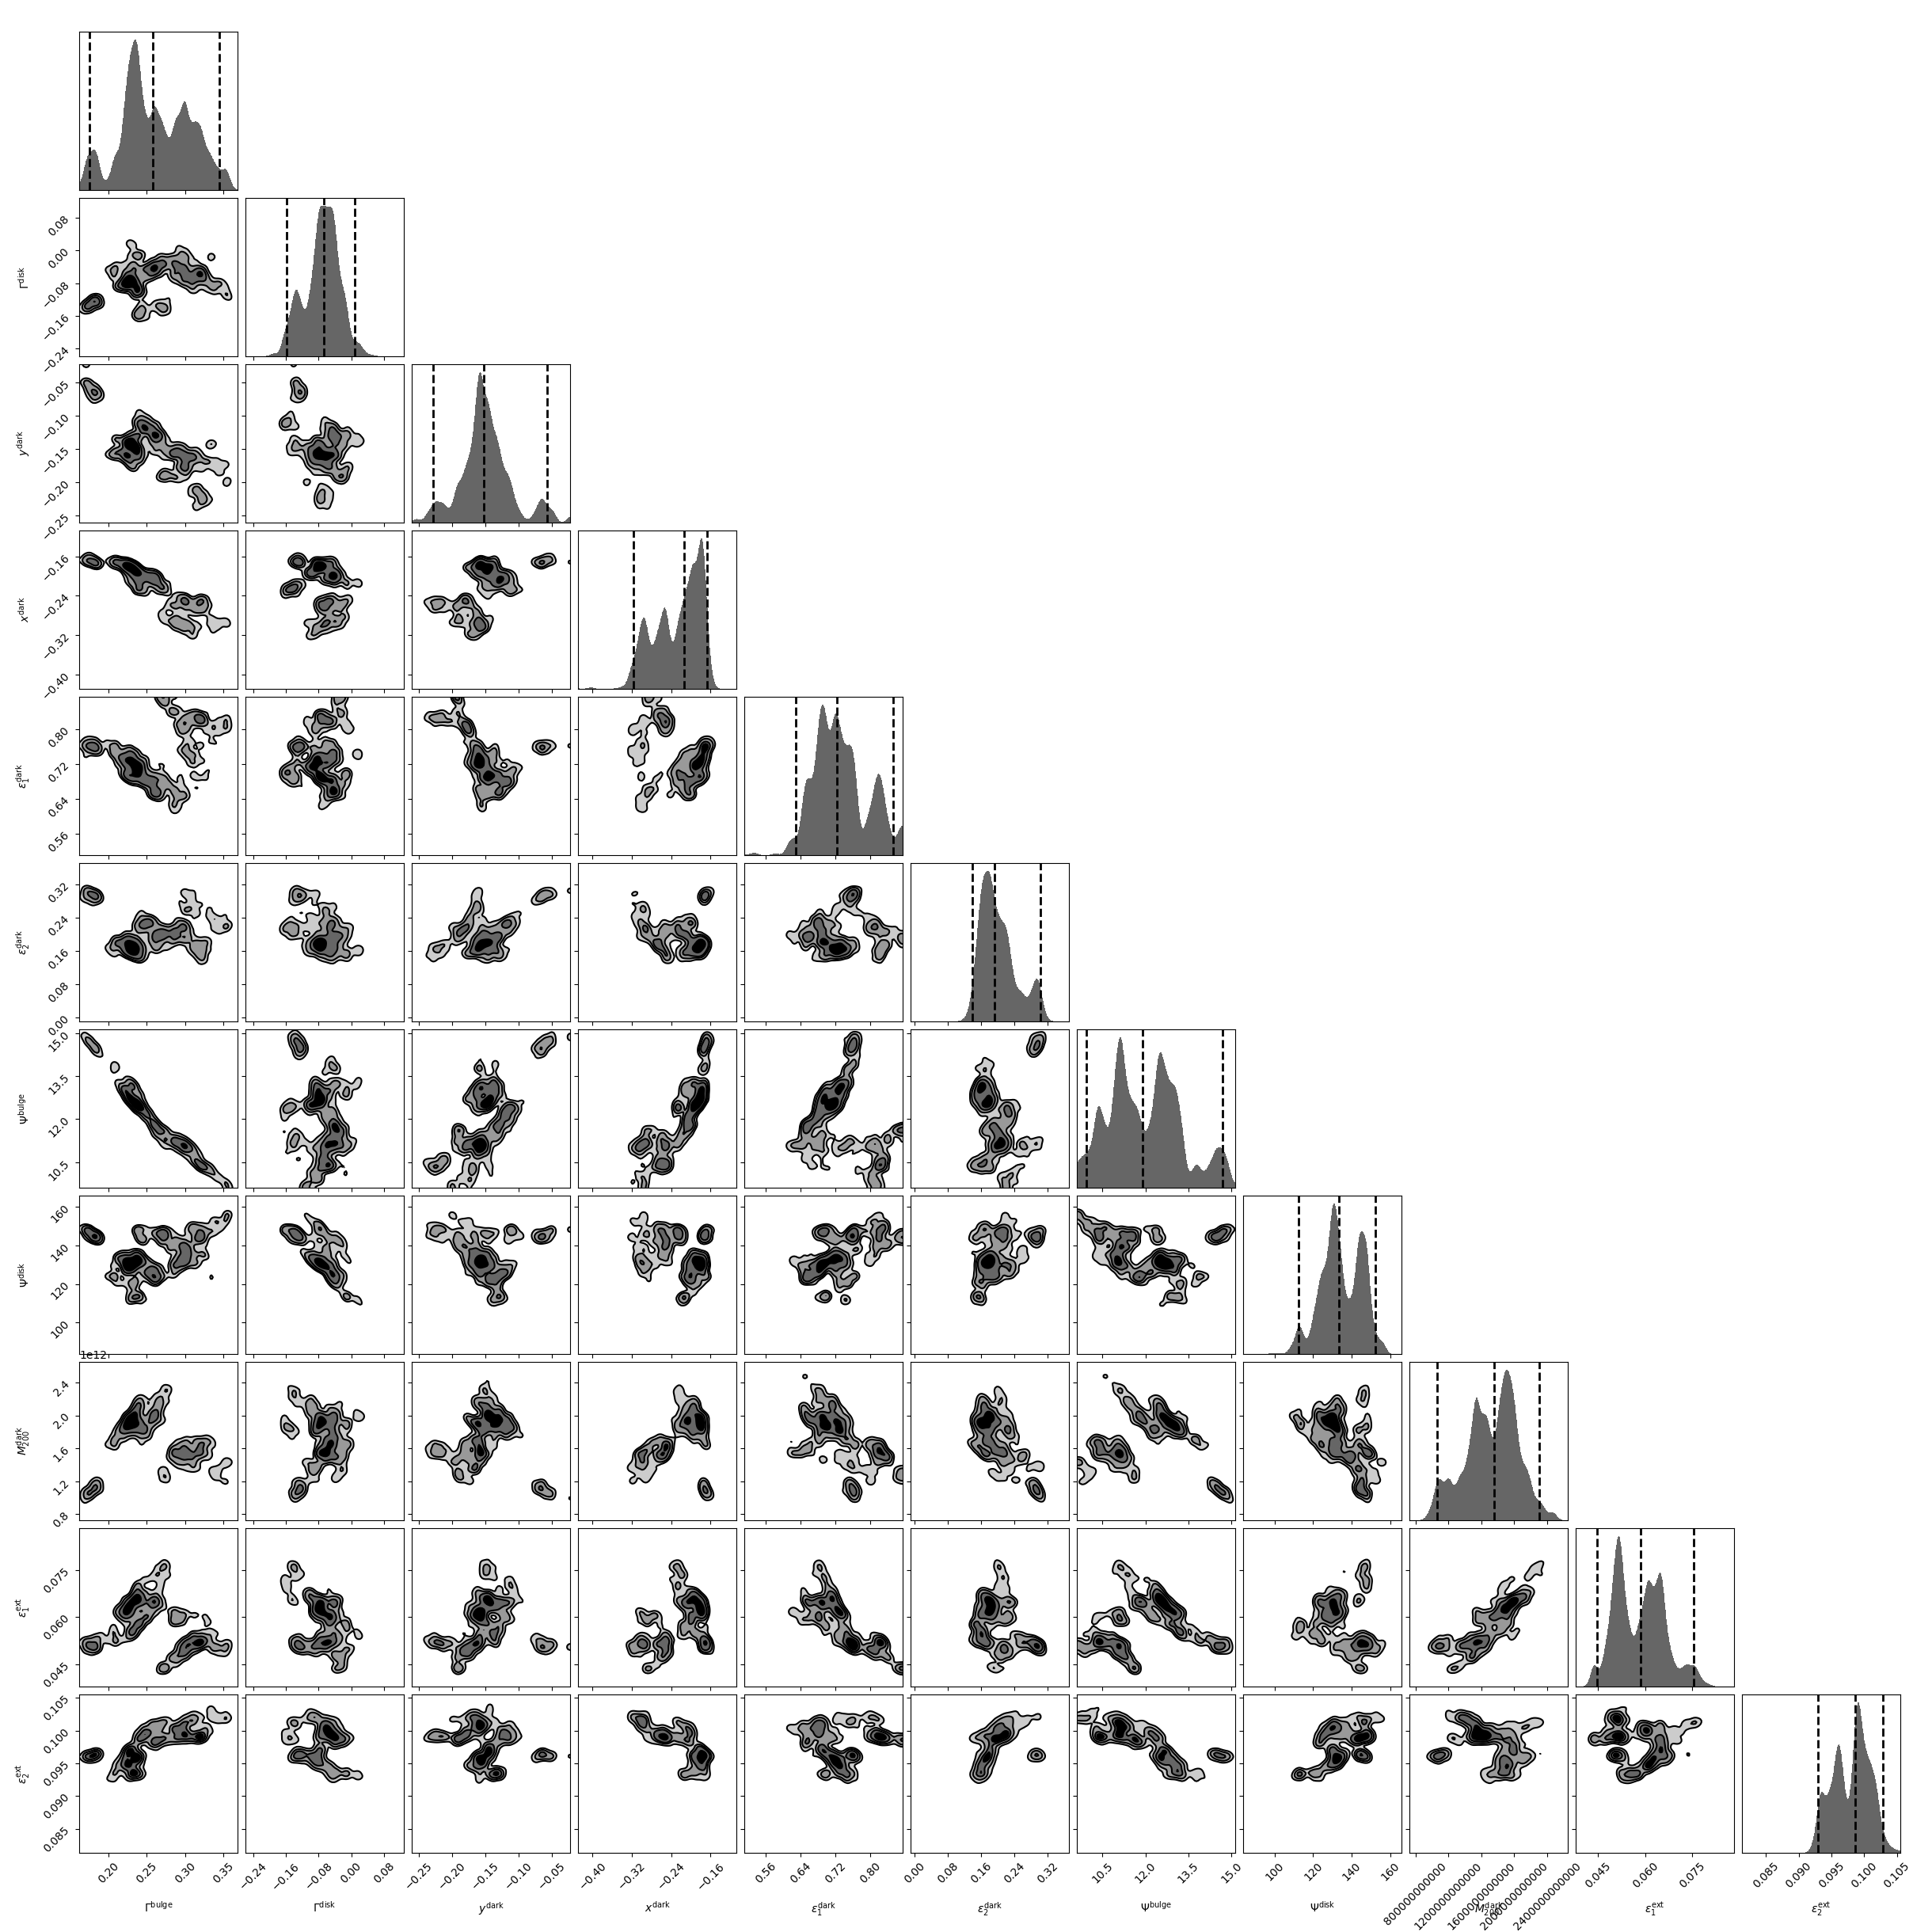 0.08
0.00
−0.08
−0.16
−0.24
Γdisk
−0.05
−0.10
−0.15
−0.20
−0.25
ydark
−0.16
−0.24
−0.32
−0.40
xdark
0.80
0.72
0.64
0.56
ε1dark
0.32
0.24
0.16
0.08
0.00
ε2dark
15.0
13.5
12.0
10.5
Ψbulge
160
140
120
100
Ψdisk
1e12
2.4
2.0
1.6
1.2
0.8
M200dark
0.075
0.060
0.045
ε1ext
0.105
0.100
0.095
0.090
0.085
ε2ext
0.20 0.25 0.30 0.35
−0.24 −0.16 −0.08 0.00 0.08
−0.25 −0.20 −0.15 −0.10 −0.05
−0.40 −0.32 −0.24 −0.16
0.56 0.64 0.72 0.80
0.00 0.08 0.16 0.24 0.32
10.5 12.0 13.5 15.0
100 120 140 160
800000000000 1200000000000 1600000000000 2000000000000 2400000000000
0.045 0.060 0.075
0.085 0.090 0.095 0.100 0.105
Γbulge Γdisk ydark xdark ε1dark ε2dark Ψbulge Ψdisk M200dark ε1ext ε2ext